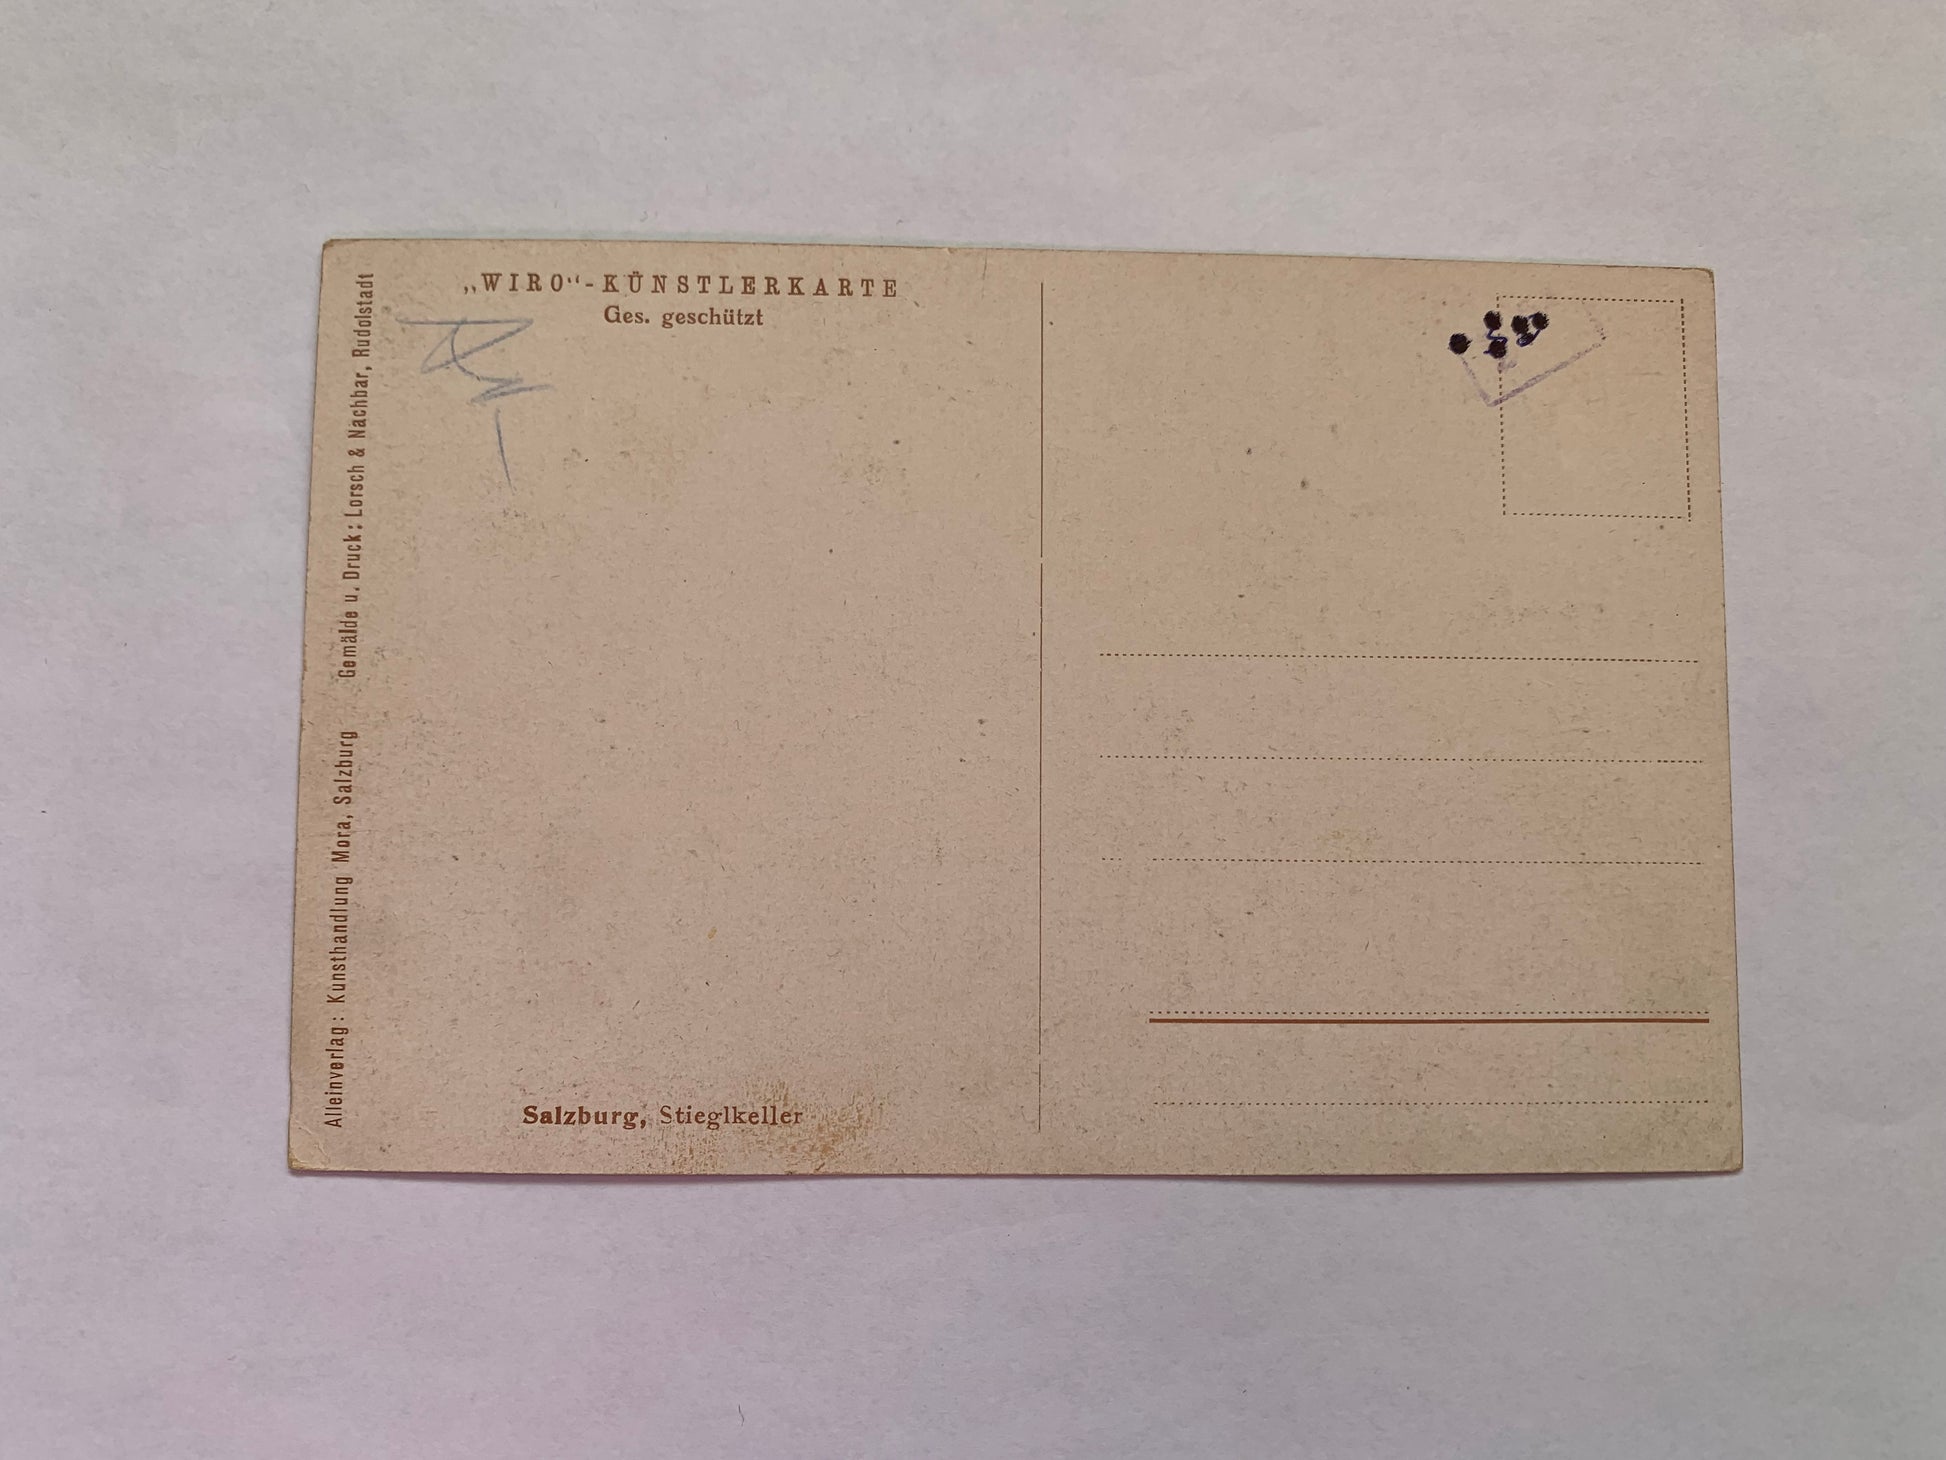 „WIRO“-KÜNSTLERKARTE
Ges. geschützt
Alleinverlag: Kunsthandlung Mora, Salzburg Gemälde u. Druck: Lorsch & Nachbar, Rudolstadt
Salzburg, Stieglkeller